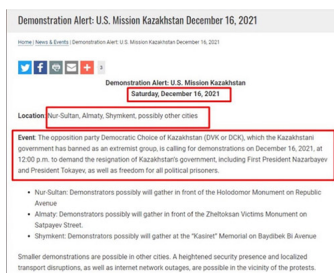 Demonstration Alert: U.S. Mission Kazakhstan December 16, 2021
Home | News & Events | Demonstration Alert: U.S. Mission Kazakhstan December 16, 2021
3
Demonstration Alert: U.S. Mission Kazakhstan
Saturday, December 16, 2021
Location: Nur-Sultan, Almaty, Shymkent, possibly other cities
Event: The opposition party Democratic Choice of Kazakhstan (DVK or DCK), which the Kazakhstani
government has banned as an extremist group, is calling for demonstrations on December 16, 2021, at
12:00 p.m. to demand the resignation of Kazakhstan's government, including First President Nazarbayev
and President Tokayev, as well as freedom for all political prisoners.
• Nur-Sultan: Demonstrators possibly will gather in front of the Holodomor Monument on Republic
Avenue
• Almaty: Demonstrators possibly will gather in front of the Zheltoksan Victims Monument on
Satpayev Street.
• Shymkent: Demonstrators possibly will gather at the "Kasiret" Memorial on Baydibek Bi Avenue
Smaller demonstrations are possible in other cities. A heightened security presence and localized
transport disruptions, as well as internet network outages, are possible in the vicinity of the protests.